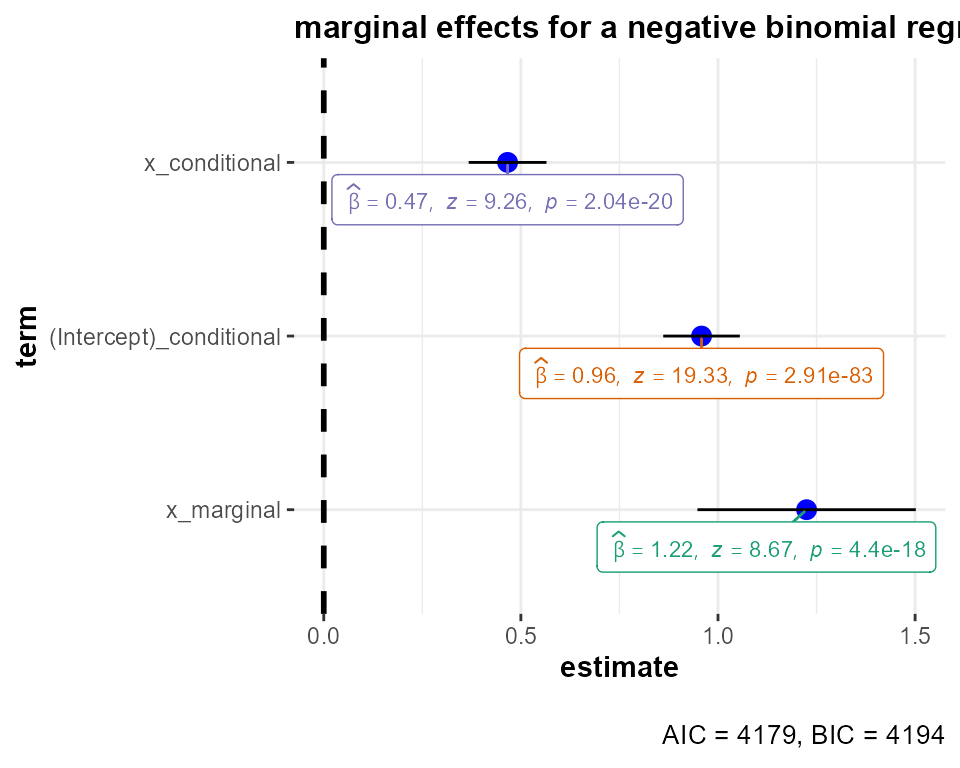 marginal effects for a negative binomial
x_conditional
β̂ = 0.47, z = 9.26, p = 2.04e-20
(Intercept)_conditional
β̂ = 0.96, z = 19.33, p = 2.91e-83
x_marginal
β̂ = 1.22, z = 8.67, p = 4.4e-18
term
0.0 0.5 1.0 1.5
estimate
AIC = 4179, BIC = 4194